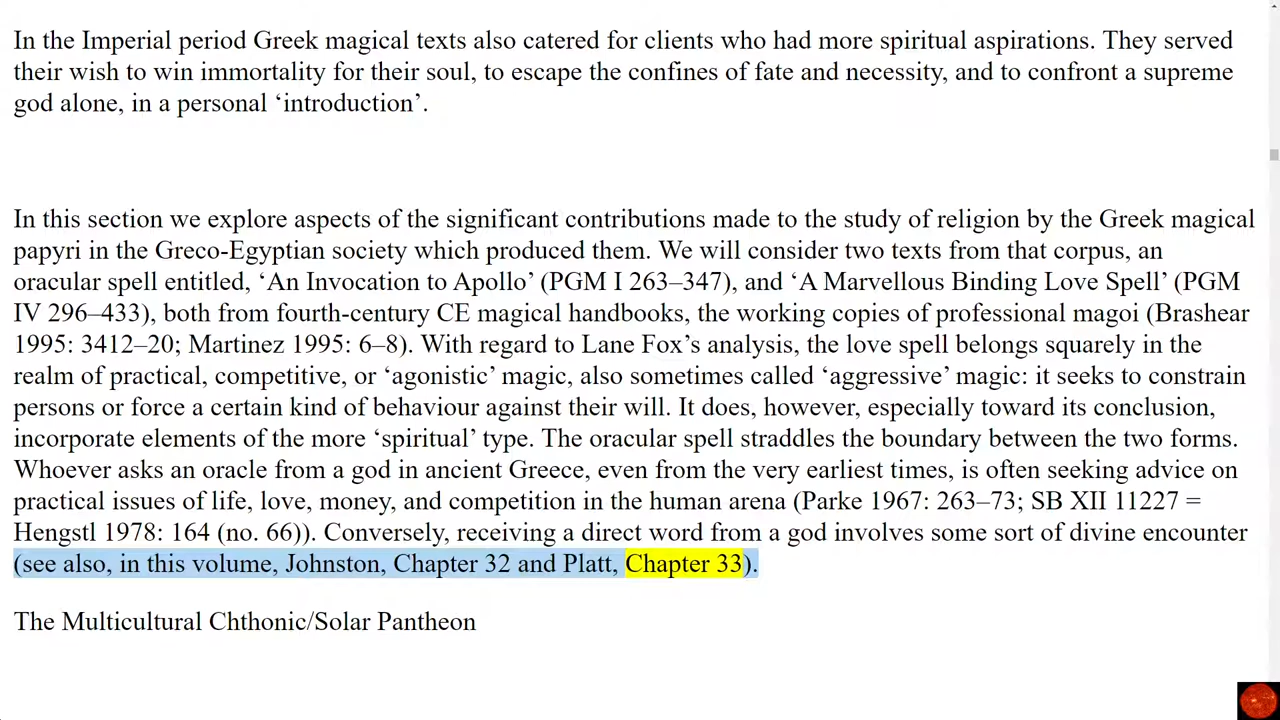 In the Imperial period Greek magical texts also catered for clients who had more spiritual aspirations. They served
their wish to win immortality for their soul, to escape the confines of fate and necessity, and to confront a supreme
god alone, in a personal ‘introduction’.
In this section we explore aspects of the significant contributions made to the study of religion by the Greek magical
papyri in the Greco-Egyptian society which produced them. We will consider two texts from that corpus, an
oracular spell entitled, ‘An Invocation to Apollo’ (PGM I 263–347), and ‘A Marvellous Binding Love Spell’ (PGM
IV 296–433), both from fourth-century CE magical handbooks, the working copies of professional magoi (Brashear
1995: 3412–20; Martinez 1995: 6–8). With regard to Lane Fox’s analysis, the love spell belongs squarely in the
realm of practical, competitive, or ‘agonistic’ magic, also sometimes called ‘aggressive’ magic: it seeks to constrain
persons or force a certain kind of behaviour against their will. It does, however, especially toward its conclusion,
incorporate elements of the more ‘spiritual’ type. The oracular spell straddles the boundary between the two forms.
Whoever asks an oracle from a god in ancient Greece, even from the very earliest times, is often seeking advice on
practical issues of life, love, money, and competition in the human arena (Parke 1967: 263–73; SB XII 11227 =
Hengstl 1978: 164 (no. 66)). Conversely, receiving a direct word from a god involves some sort of divine encounter
(see also, in this volume, Johnston, Chapter 32 and Platt, Chapter 33).
The Multicultural Chthonic/Solar Pantheon